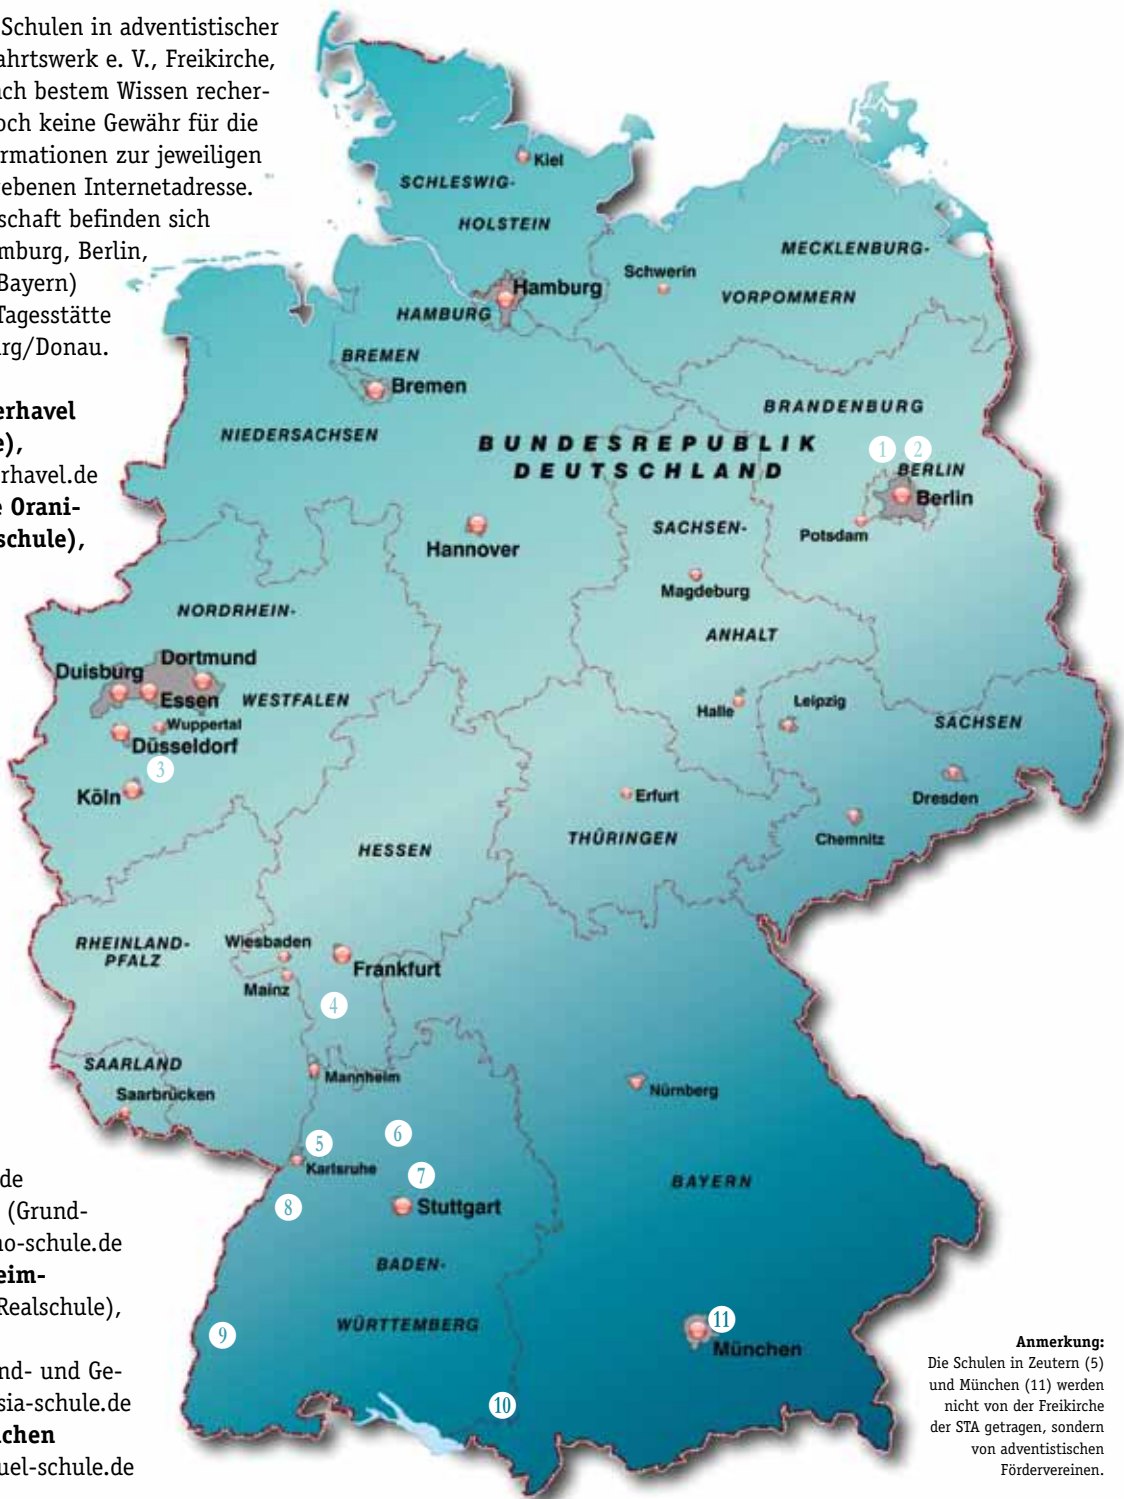 Schulen in adventistischer
ahrtswerk e. V., Freikirche,
ach bestem Wissen recher-
och keine Gewähr für die
ormationen zur jeweiligen
ebenen Internetadresse.
schaft befinden sich
mburg, Berlin,
Bayern)
Tagesstätte
urg/Donau.
erhavel
e),
rhavel.de
e Orani-
schule),
Kiel
SCHLESWIG-
HOLSTEIN
MECKLENBURG-
VORPOMMERN
Schwerin
Hamburg
HAMBURG
BREMEN
Bremen
NIEDERSACHSEN
BRANDENBURG
BUNDESREPUBLIK
DEUTSCHLAND
1 2
BERLIN
Berlin
Potsdam
Hannover
SACHSEN-
Magdeburg
ANHALT
NORDRHEIN-
Dortmund
Duisburg
Essen
WESTFALEN
Wuppertal
Düsseldorf
3
Köln
Halle
Leipzig
SACHSEN
Dresden
Chemnitz
Erfurt
THÜRINGEN
HESSEN
RHEINLAND-
PFALZ
Wiesbaden
Frankfurt
Mainz
4
SAARLAND
Saarbrücken
Mannheim
Nürnberg
5
6
Karlsruhe
7
8
Stuttgart
BAYERN
BADEN-
WÜRTTEMBERG
9
11
München
10
de
(Grund-
no-schule.de
eim-
Realschule),
nd- und Ge-
sia-schule.de
chen
uel-schule.de
Anmerkung:
Die Schulen in Zeutern (5)
und München (11) werden
nicht von der Freikirche
der STA getragen, sondern
von adventistischen
Fördervereinen.